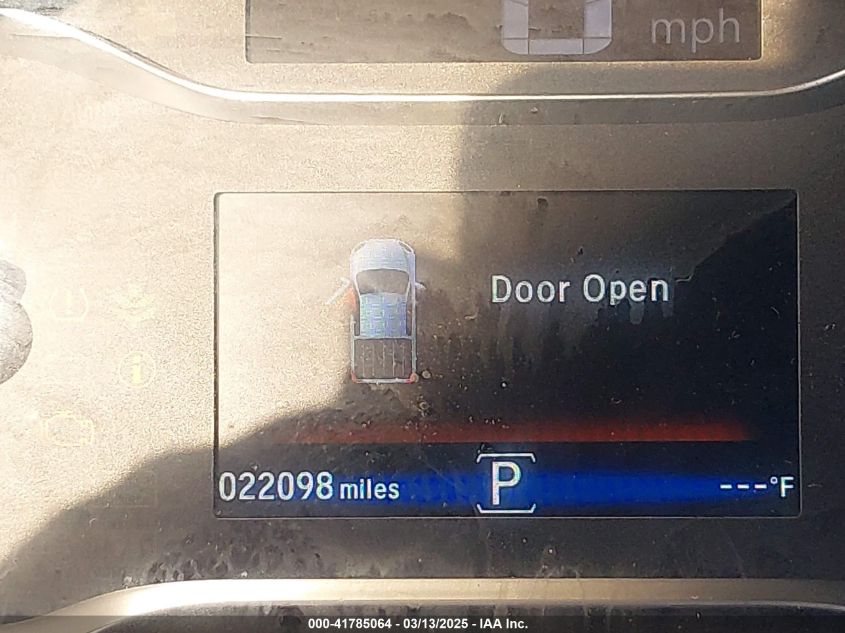 mph
Door Open
022098 miles
P
---°F
000-41785064 - 03/13/2025 - IAA Inc.